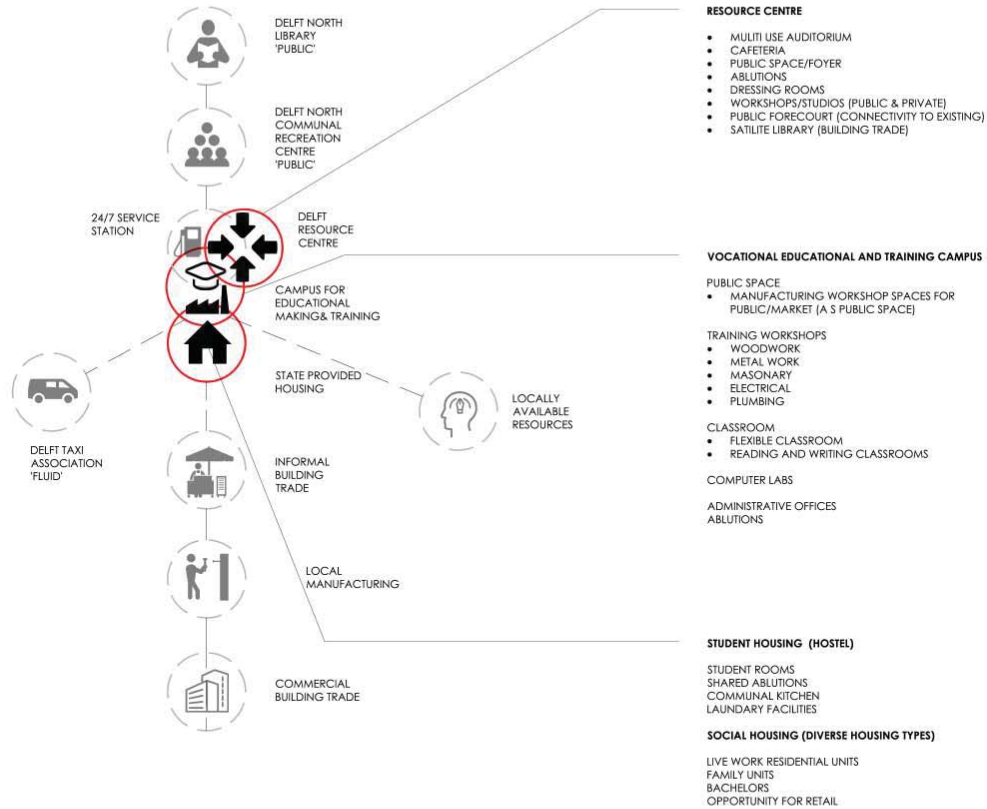 DELFT NORTH
LIBRARY
'PUBLIC'
DELFT NORTH
COMMUNAL
RECREATION
CENTRE
'PUBLIC'
24/7 SERVICE
STATION
DELFT
RESOURCE
CENTRE
CAMPUS FOR
EDUCATIONAL
MAKING& TRAINING
STATE PROVIDED
HOUSING
LOCALLY
AVAILABLE
RESOURCES
DELFT TAXI
ASSOCIATION
'FLUID'
INFORMAL
BUILDING
TRADE
LOCAL
MANUFACTURING
COMMERCIAL
BUILDING TRADE
RESOURCE CENTRE
• MULITI USE AUDITORIUM
• CAFETERIA
• PUBLIC SPACE/FOYER
• ABLUTIONS
• DRESSING ROOMS
• WORKSHOPS/STUDIOS (PUBLIC & PRIVATE)
• PUBLIC FORECOURT (CONNECTIVITY TO EXISTING)
• SATILITE LIBRARY (BUILDING TRADE)
VOCATIONAL EDUCATIONAL AND TRAINING CAMPUS
PUBLIC SPACE
• MANUFACTURING WORKSHOP SPACES FOR
PUBLIC/MARKET (A S PUBLIC SPACE)
TRAINING WORKSHOPS
• WOODWORK
• METAL WORK
• MASONARY
• ELECTRICAL
• PLUMBING
CLASSROOM
• FLEXIBLE CLASSROOM
• READING AND WRITING CLASSROOMS
COMPUTER LABS
ADMINISTRATIVE OFFICES
ABLUTIONS
STUDENT HOUSING (HOSTEL)
STUDENT ROOMS
SHARED ABLUTIONS
COMMUNAL KITCHEN
LAUNDARY FACILITIES
SOCIAL HOUSING (DIVERSE HOUSING TYPES)
LIVE WORK RESIDENTIAL UNITS
FAMILY UNITS
BACHELORS
OPPORTUNITY FOR RETAIL